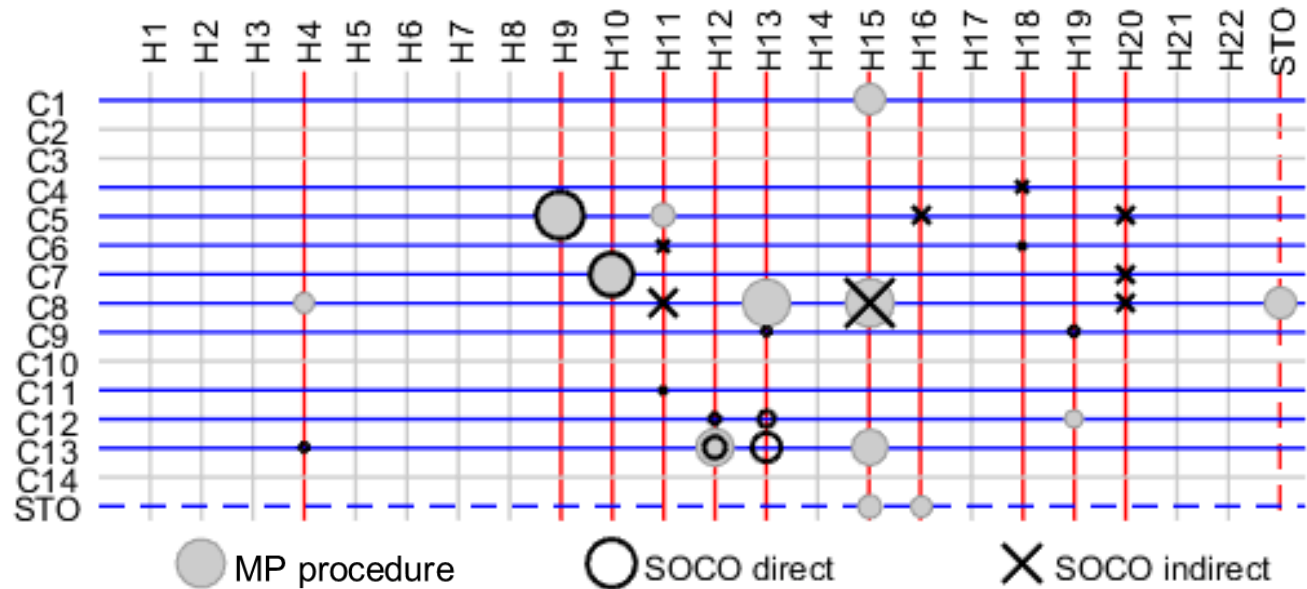 H1 H2 H3 H4 H5 H6 H7 H8 H9 H10 H11 H12 H13 H14 H15 H16 H17 H18 H19 H20 H21 H22 STO
C1
C2
C3
C4
C5
C6
C7
C8
C9
C10
C11
C12
C13
C14
STO
MP procedure SOCO direct SOCO indirect